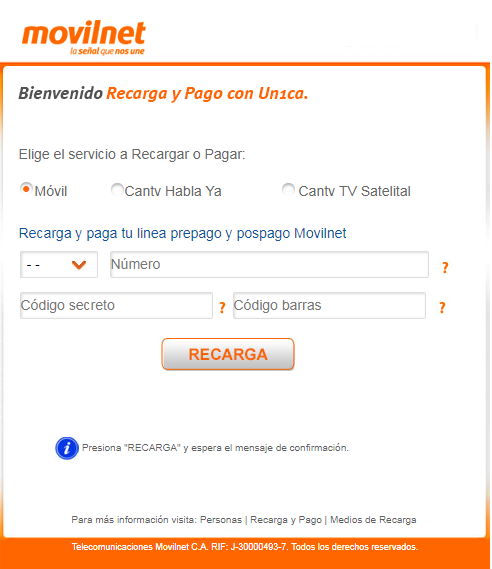 movilnet
la señal que nos une
Bienvenido Recarga y Pago con Un1ca.
Elige el servicio a Recargar o Pagar:
Móvil Cantv Habla Ya Cantv TV Satelital
Recarga y paga tu linea prepago y pospago Movilnet
- - Número ?
Código secreto ? Código barras ?
RECARGA
i Presiona "RECARGA" y espera el mensaje de confirmación.
Para más información visita: Personas | Recarga y Pago | Medios de Recarga
Telecomunicaciones Movilnet C.A. RIF: J-30000493-7. Todos los derechos reservados.